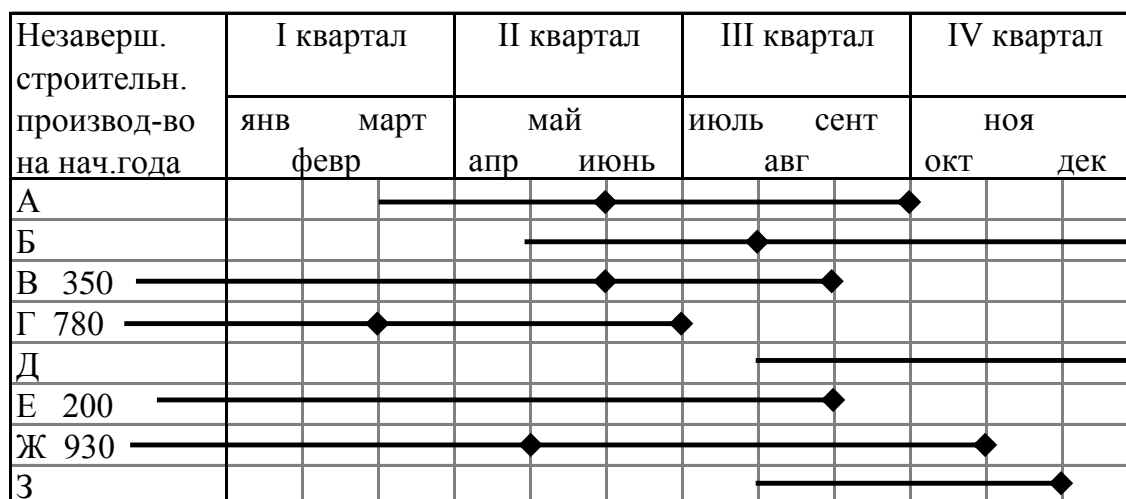 Незаверш. I квартал II квартал III квартал IV квартал
строительн.
производ-во янв март май июль сент ноя
на нач.года февр апр июнь авг окт дек
А
Б
В 350
Г 780
Д
Е 200
Ж 930
З